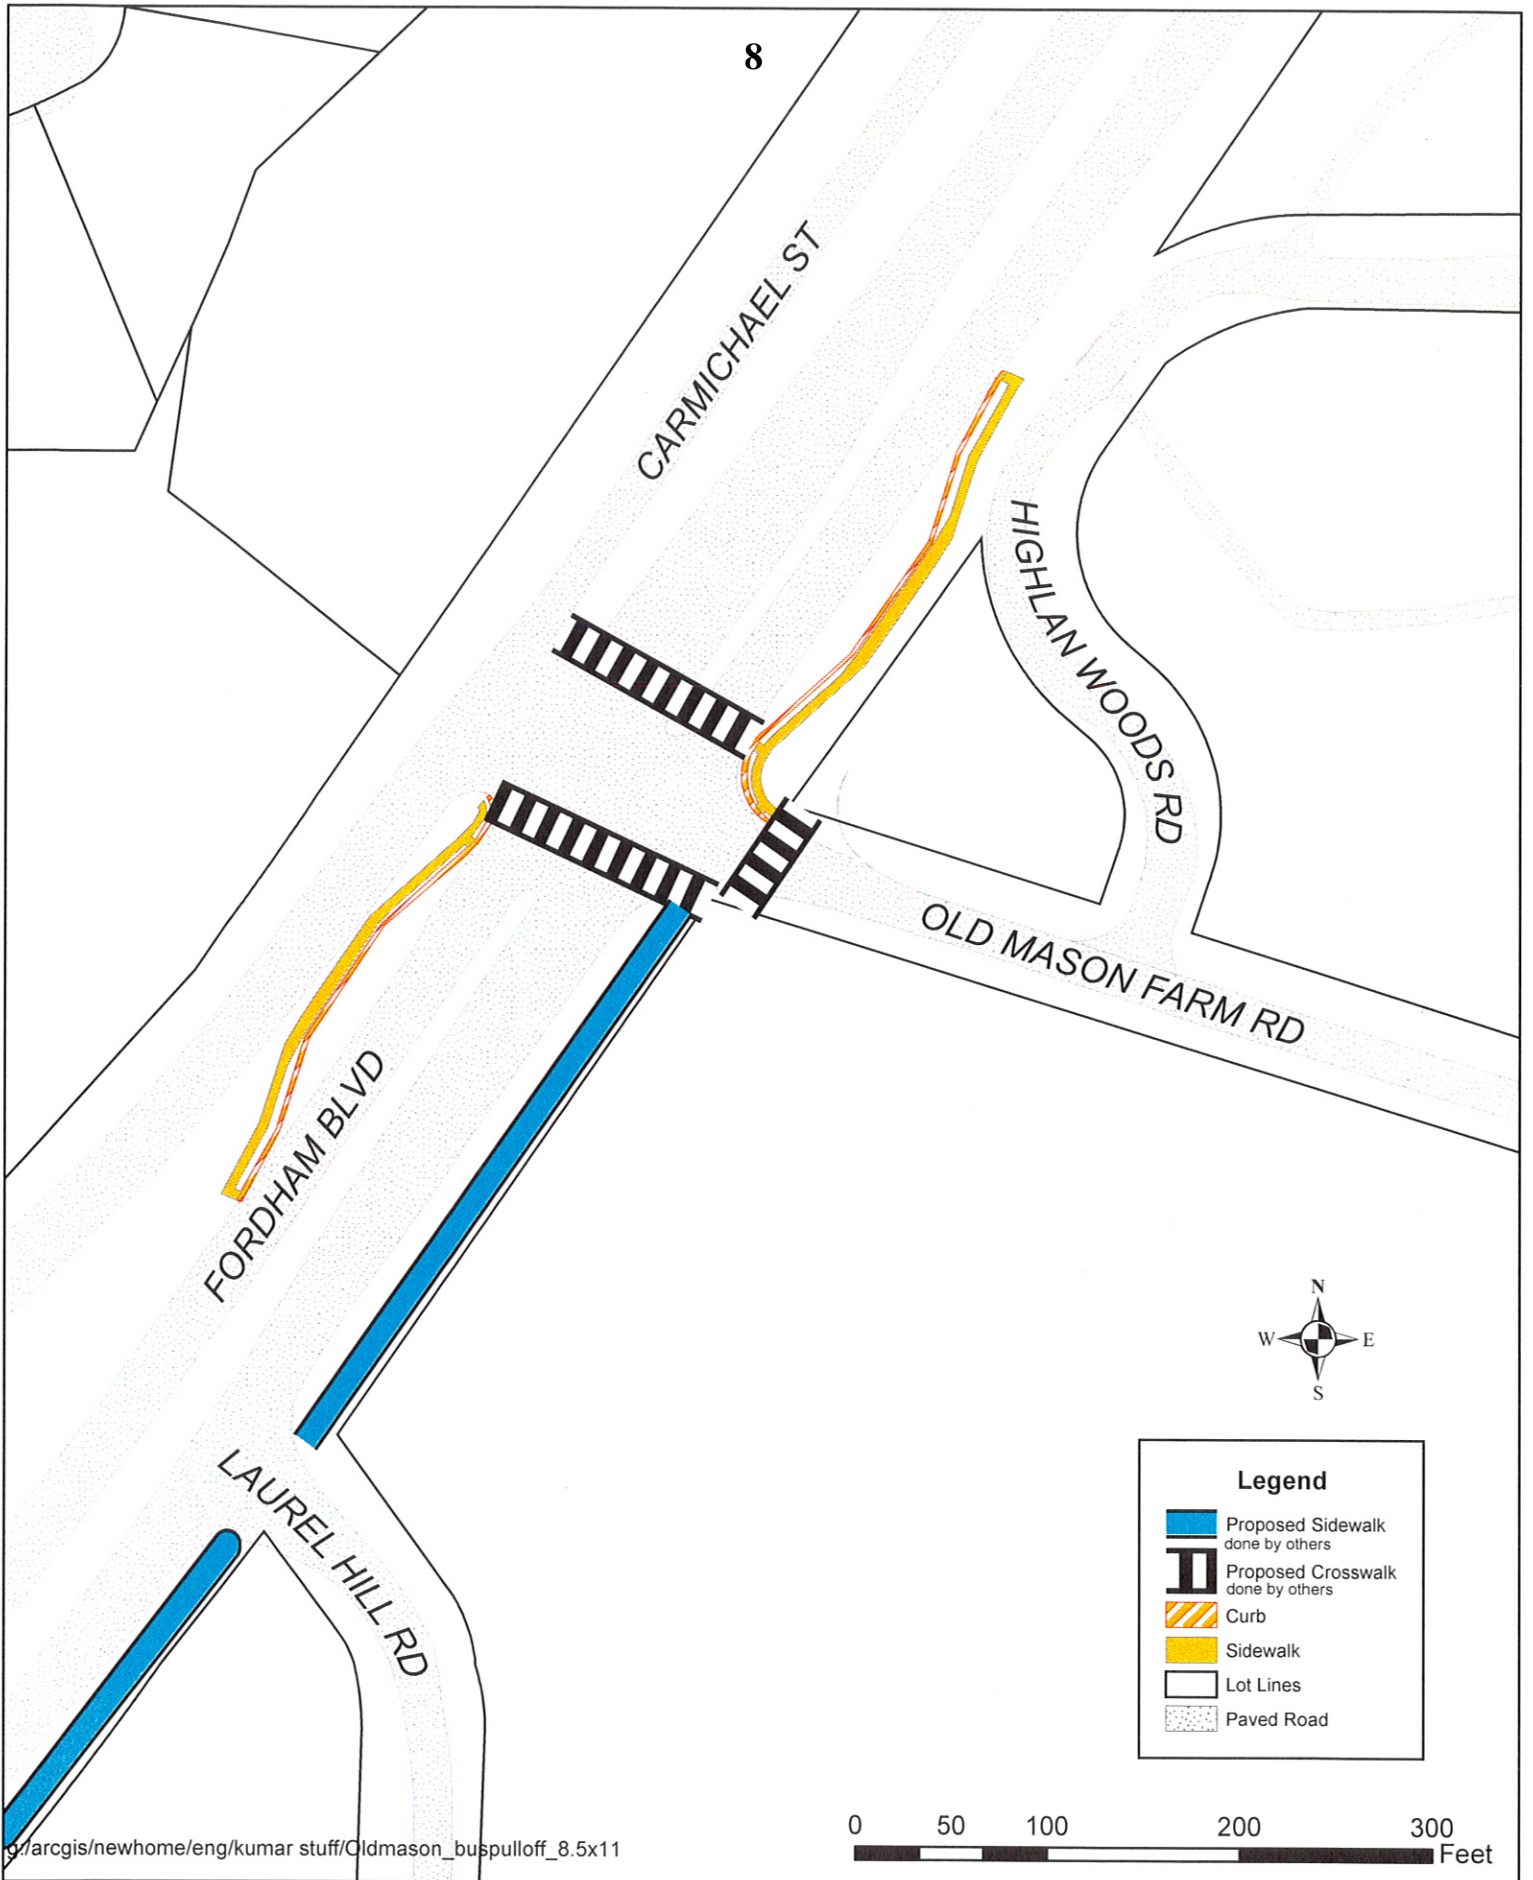 8
CARMICHAEL ST
HIGHLAN WOODS RD
OLD MASON FARM RD
FORDHAM BLVD
LAUREL HILL RD
N
W E
S
Legend
Proposed Sidewalk
done by others
Proposed Crosswalk
done by others
Curb
Sidewalk
Lot Lines
Paved Road
0 50 100 200 300
Feet
g:/arcgis/newhome/eng/kumar stuff/Oldmason_buspulloff_8.5x11